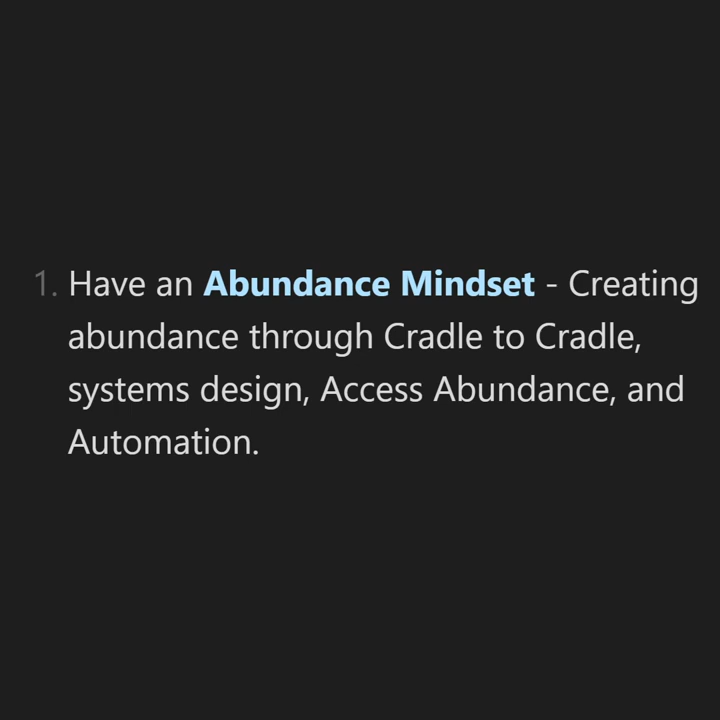 1. Have an Abundance Mindset - Creating
abundance through Cradle to Cradle,
systems design, Access Abundance, and
Automation.